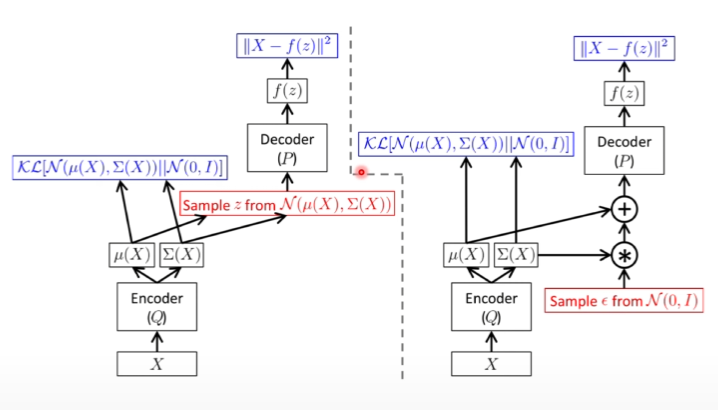 ‖X − f(z)‖²
f(z)
Decoder
(P)
𝒦ℒ[𝒩(μ(X), Σ(X))||𝒩(0, I)]
Sample z from 𝒩(μ(X), Σ(X))
μ(X) Σ(X)
Encoder
(Q)
X
‖X − f(z)‖²
f(z)
Decoder
(P)
𝒦ℒ[𝒩(μ(X), Σ(X))||𝒩(0, I)]
+
μ(X) Σ(X)
*
Sample ϵ from 𝒩(0, I)
Encoder
(Q)
X